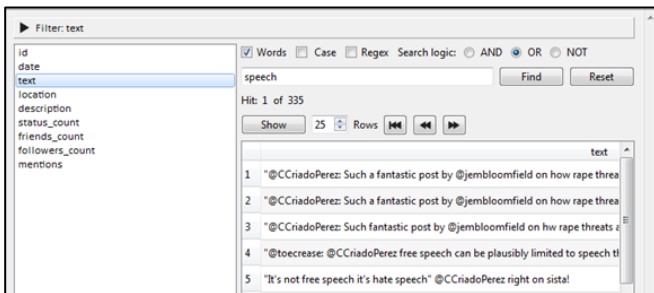 Filter: text
id
date
text
location
description
status_count
friends_count
followers_count
mentions
Words Case Regex Search logic: AND OR NOT
speech Find Reset
Hit: 1 of 335
Show 25 Rows
text
1 "@CCriadoPerez: Such a fantastic post by @jembloomfield on how rape threa
2 "@CCriadoPerez: Such a fantastic post by @jembloomfield on how rape threa
3 "@CCriadoPerez: Such fantastic post by @jembloomfield on hw rape threats a
4 "@toecrease: @CCriadoPerez free speech can be plausibly limited to speech th
5 "It's not free speech it's hate speech" @CCriadoPerez right on sista!